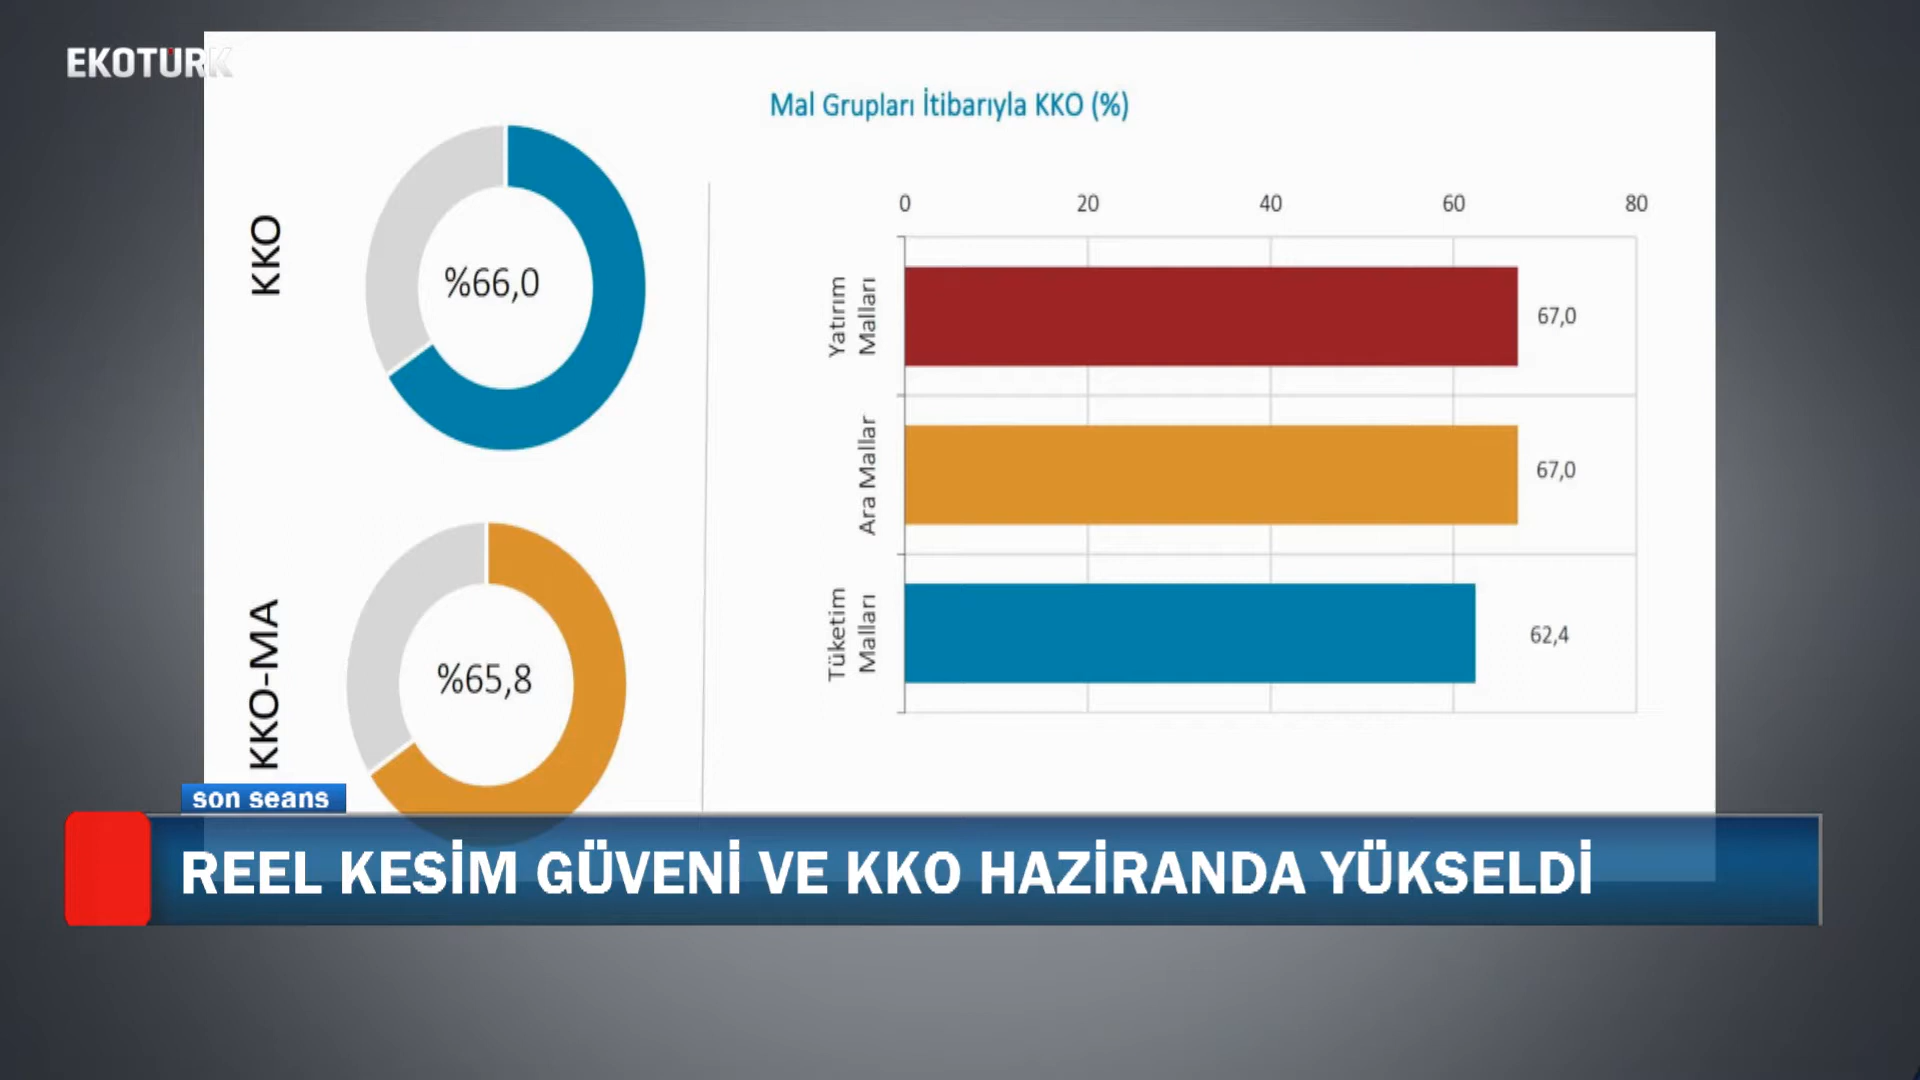 EKOTÜRK
Mal Grupları İtibarıyla KKO (%)
KKO
%66,0
KKO-MA
%65,8
0 20 40 60 80
Yatırım
Malları
67,0
Ara Mallar
67,0
Tüketim
Malları
62,4
son seans
REEL KESİM GÜVENİ VE KKO HAZİRANDA YÜKSELDİ